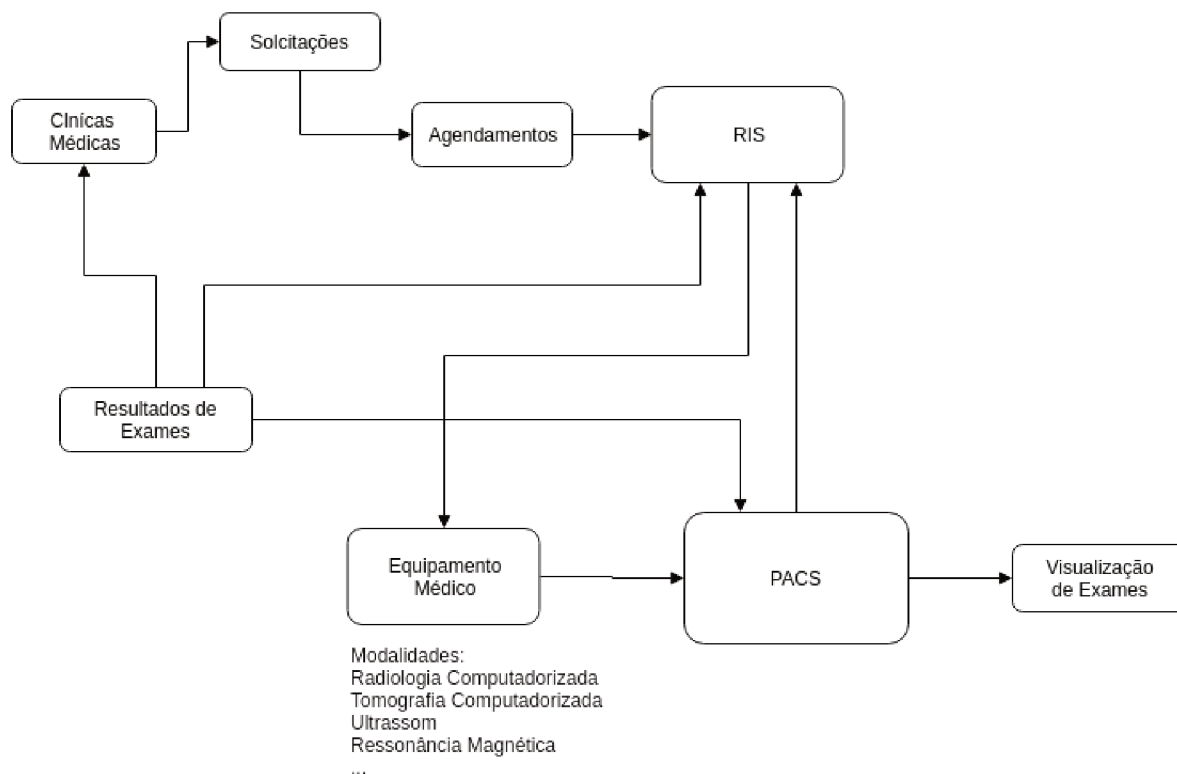 Solcitações
Clnícas
Médicas
Agendamentos
RIS
Resultados de
Exames
Equipamento
Médico
PACS
Visualização
de Exames
Modalidades:
Radiologia Computadorizada
Tomografia Computadorizada
Ultrassom
Ressonância Magnética
...